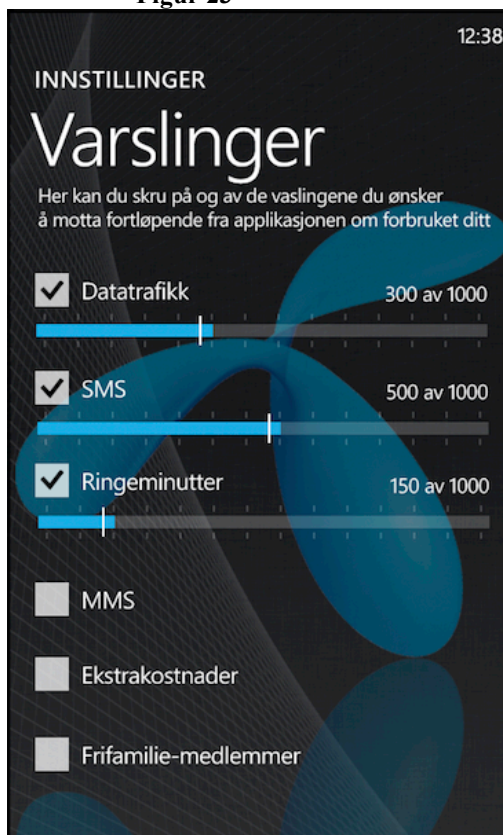 Figur 25
12:38
INNSTILLINGER
Varslinger
Her kan du skru på og av de vaslingene du ønsker
å motta fortløpende fra applikasjonen om forbruket ditt
Datatrafikk 300 av 1000
SMS 500 av 1000
Ringeminutter 150 av 1000
MMS
Ekstrakostnader
Frifamilie-medlemmer